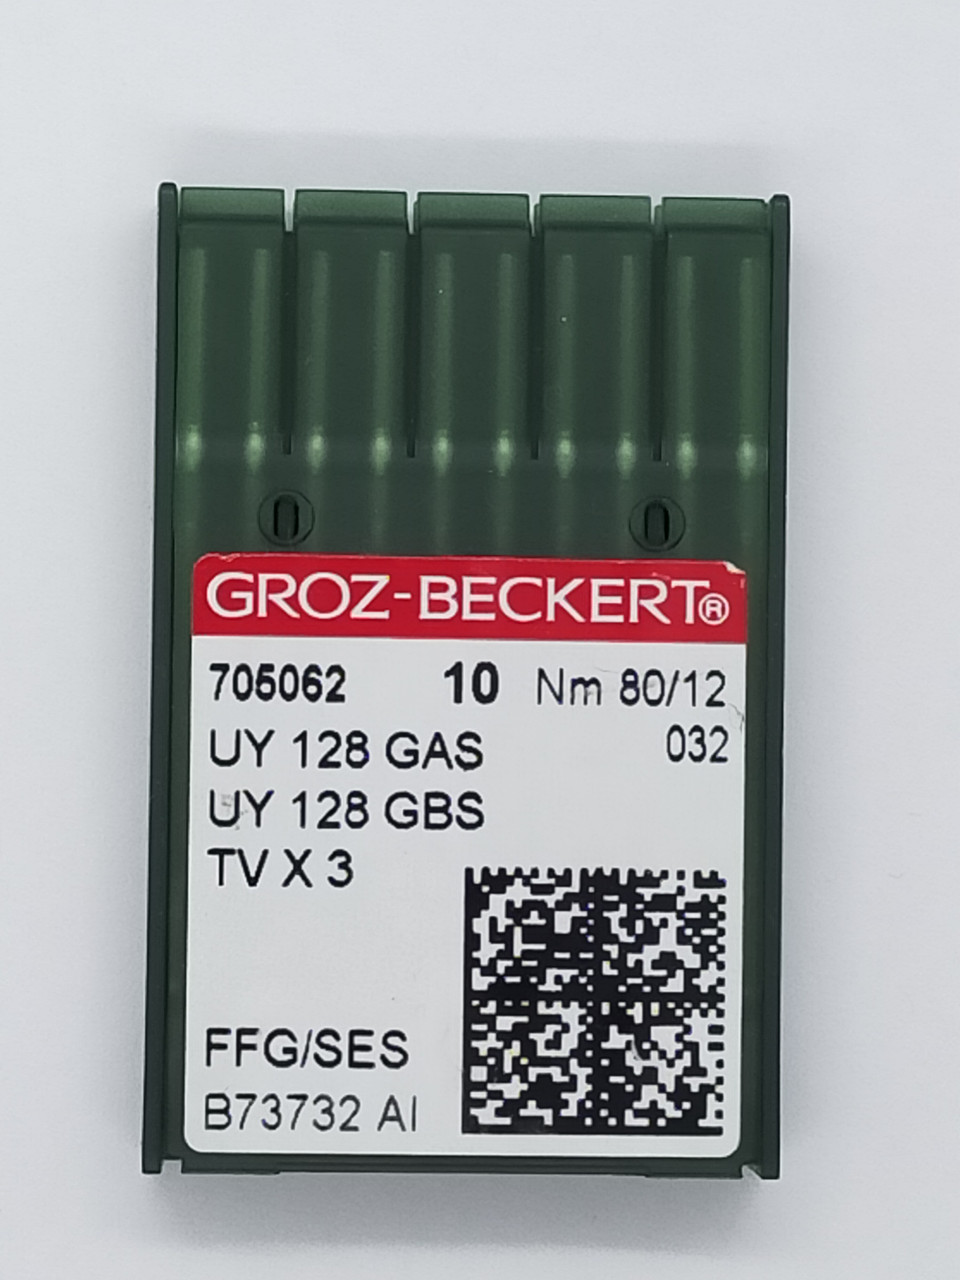 GROZ-BECKERT®
705062 10 Nm 80/12
UY 128 GAS 032
UY 128 GBS
TV X 3
FFG/SES
B73732 AI